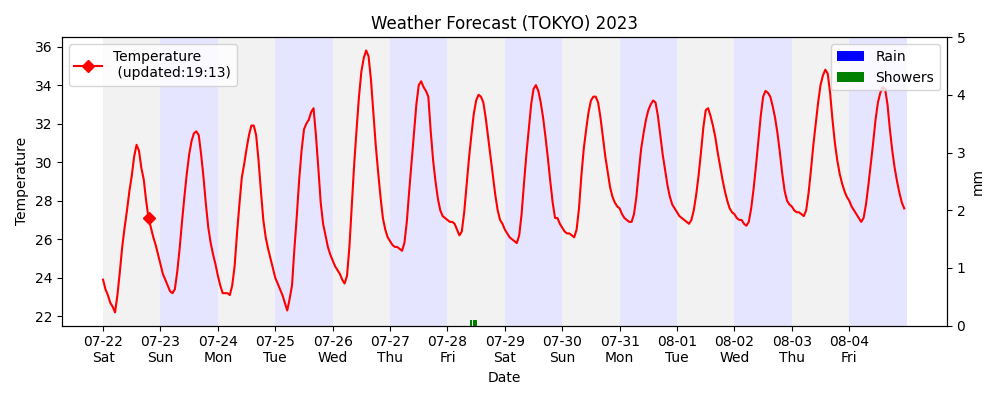 Weather Forecast (TOKYO) 2023
Temperature
(updated:19:13)
Rain
Showers
Temperature
36
34
32
30
28
26
24
22
5
4
3
2
1
0
mm
07-22 07-23 07-24 07-25 07-26 07-27 07-28 07-29 07-30 07-31 08-01 08-02 08-03 08-04
Sat Sun Mon Tue Wed Thu Fri Sat Sun Mon Tue Wed Thu Fri
Date